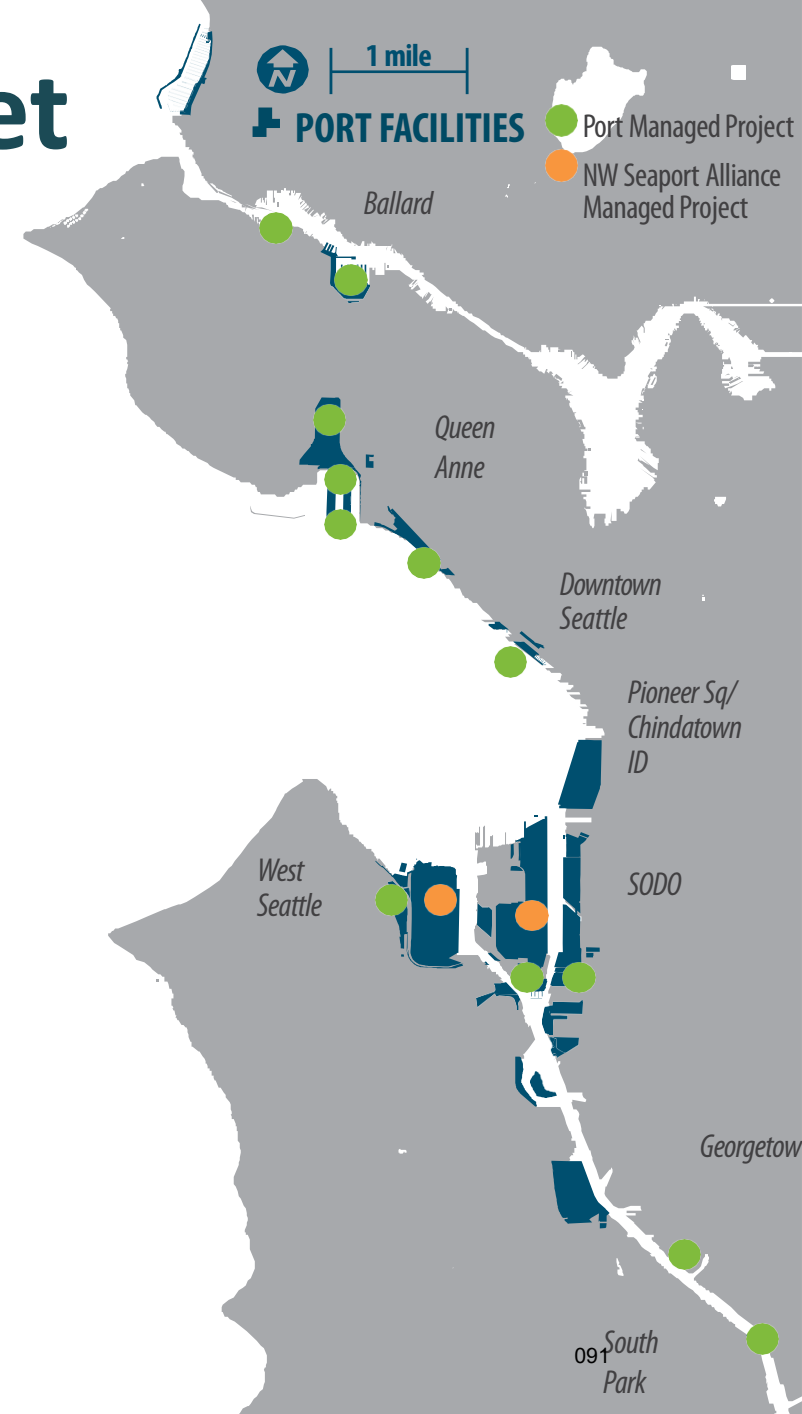 et
1 mile
N
PORT FACILITIES
Port Managed Project
NW Seaport Alliance
Managed Project
Ballard
Queen
Anne
Downtown
Seattle
Pioneer Sq/
Chindatown
ID
West
Seattle
SODO
Georgetow
South
091
Park